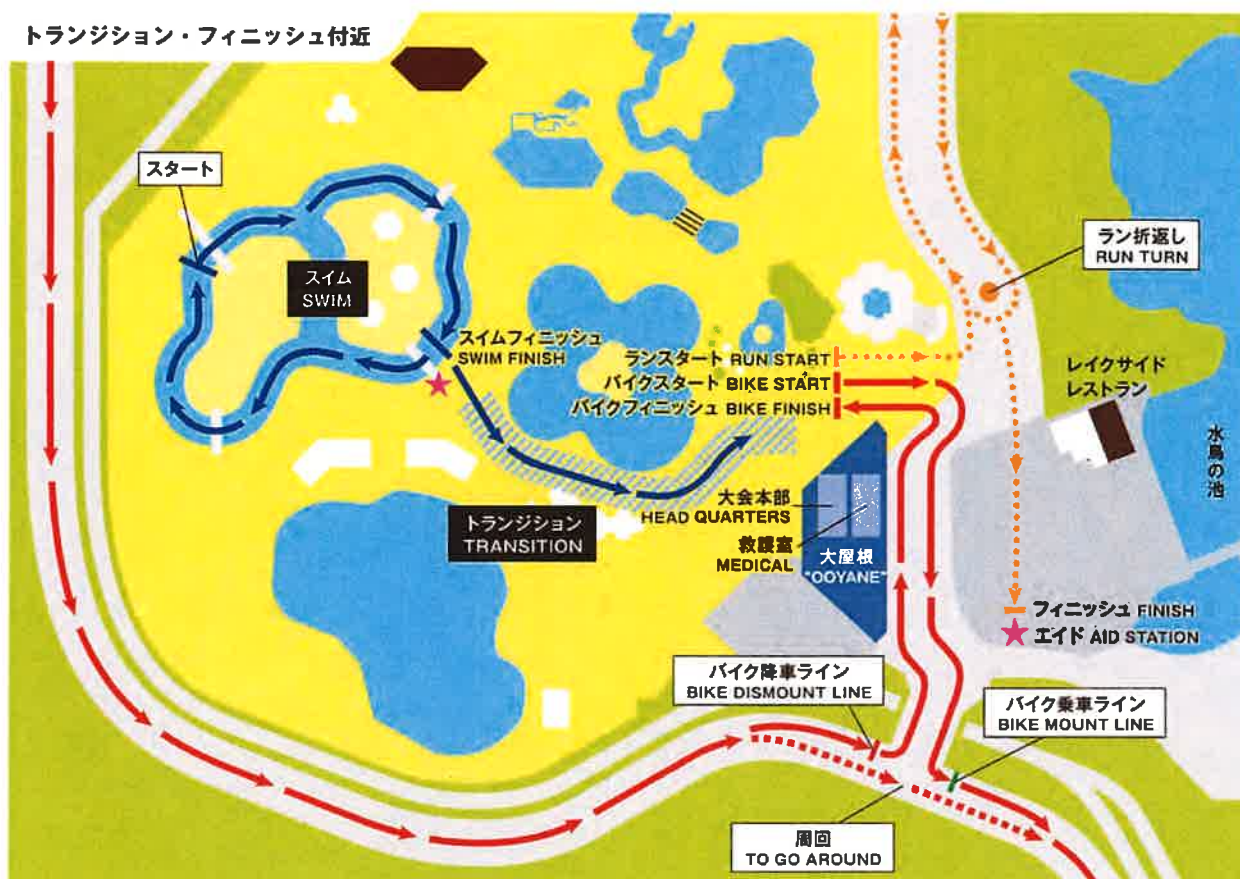 トランジション・フィニッシュ付近
スタート
スイム
SWIM
スイムフィニッシュ
SWIM FINISH
ラン折返し
RUN TURN
ランスタート RUN START
バイクスタート BIKE START
バイクフィニッシュ BIKE FINISH
レイクサイド
レストラン
水鳥の池
トランジション
TRANSITION
大会本部
HEAD QUARTERS
救護室
MEDICAL
大屋根
"OOYANE"
フィニッシュ FINISH
エイド AID STATION
バイク降車ライン
BIKE DISMOUNT LINE
バイク乗車ライン
BIKE MOUNT LINE
周回
TO GO AROUND